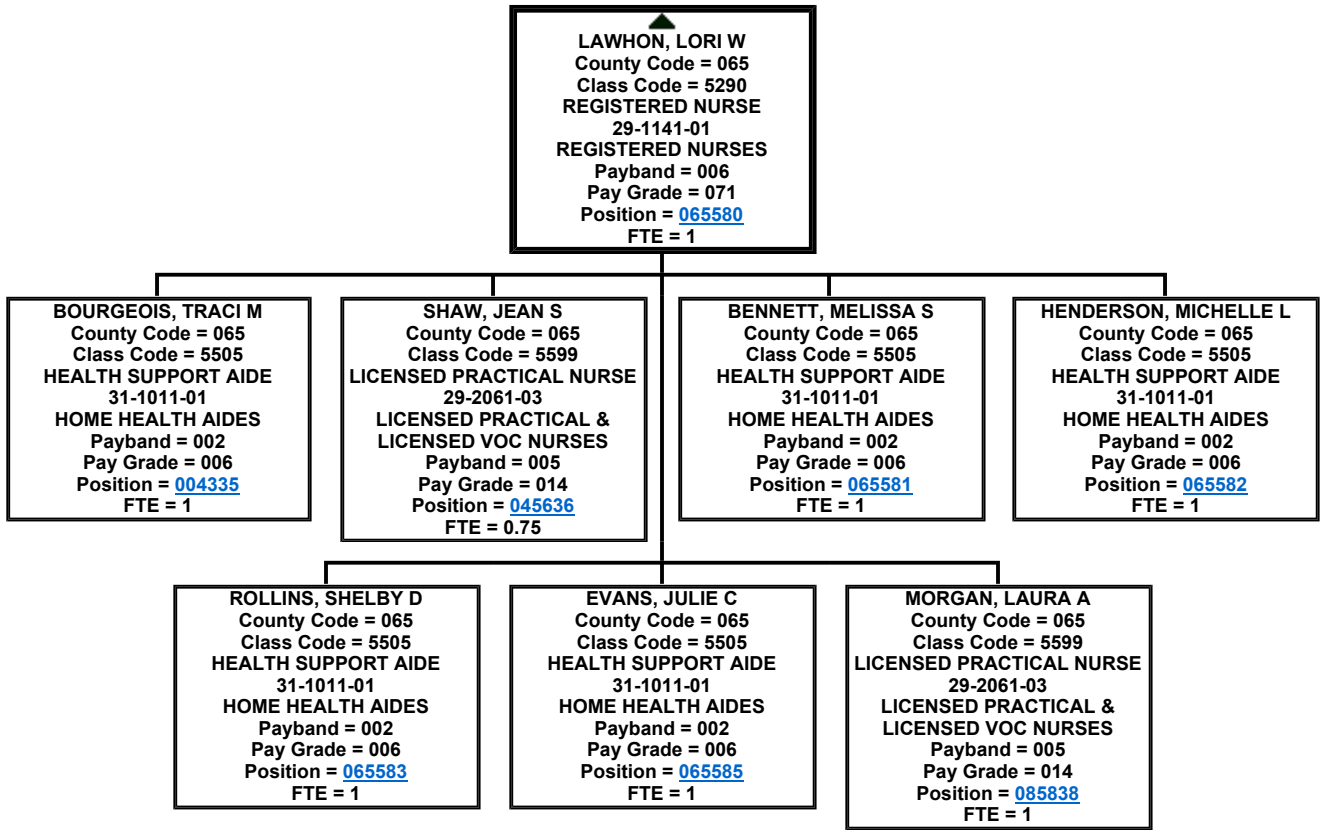 LAWHON, LORI W
County Code = 065
Class Code = 5290
REGISTERED NURSE
29-1141-01
REGISTERED NURSES
Payband = 006
Pay Grade = 071
Position = 065580
FTE = 1
BOURGEOIS, TRACI M
County Code = 065
Class Code = 5505
HEALTH SUPPORT AIDE
31-1011-01
HOME HEALTH AIDES
Payband = 002
Pay Grade = 006
Position = 004335
FTE = 1
SHAW, JEAN S
County Code = 065
Class Code = 5599
LICENSED PRACTICAL NURSE
29-2061-03
LICENSED PRACTICAL &
LICENSED VOC NURSES
Payband = 005
Pay Grade = 014
Position = 045636
FTE = 0.75
BENNETT, MELISSA S
County Code = 065
Class Code = 5505
HEALTH SUPPORT AIDE
31-1011-01
HOME HEALTH AIDES
Payband = 002
Pay Grade = 006
Position = 065581
FTE = 1
HENDERSON, MICHELLE L
County Code = 065
Class Code = 5505
HEALTH SUPPORT AIDE
31-1011-01
HOME HEALTH AIDES
Payband = 002
Pay Grade = 006
Position = 065582
FTE = 1
ROLLINS, SHELBY D
County Code = 065
Class Code = 5505
HEALTH SUPPORT AIDE
31-1011-01
HOME HEALTH AIDES
Payband = 002
Pay Grade = 006
Position = 065583
FTE = 1
EVANS, JULIE C
County Code = 065
Class Code = 5505
HEALTH SUPPORT AIDE
31-1011-01
HOME HEALTH AIDES
Payband = 002
Pay Grade = 006
Position = 065585
FTE = 1
MORGAN, LAURA A
County Code = 065
Class Code = 5599
LICENSED PRACTICAL NURSE
29-2061-03
LICENSED PRACTICAL &
LICENSED VOC NURSES
Payband = 005
Pay Grade = 014
Position = 085838
FTE = 1